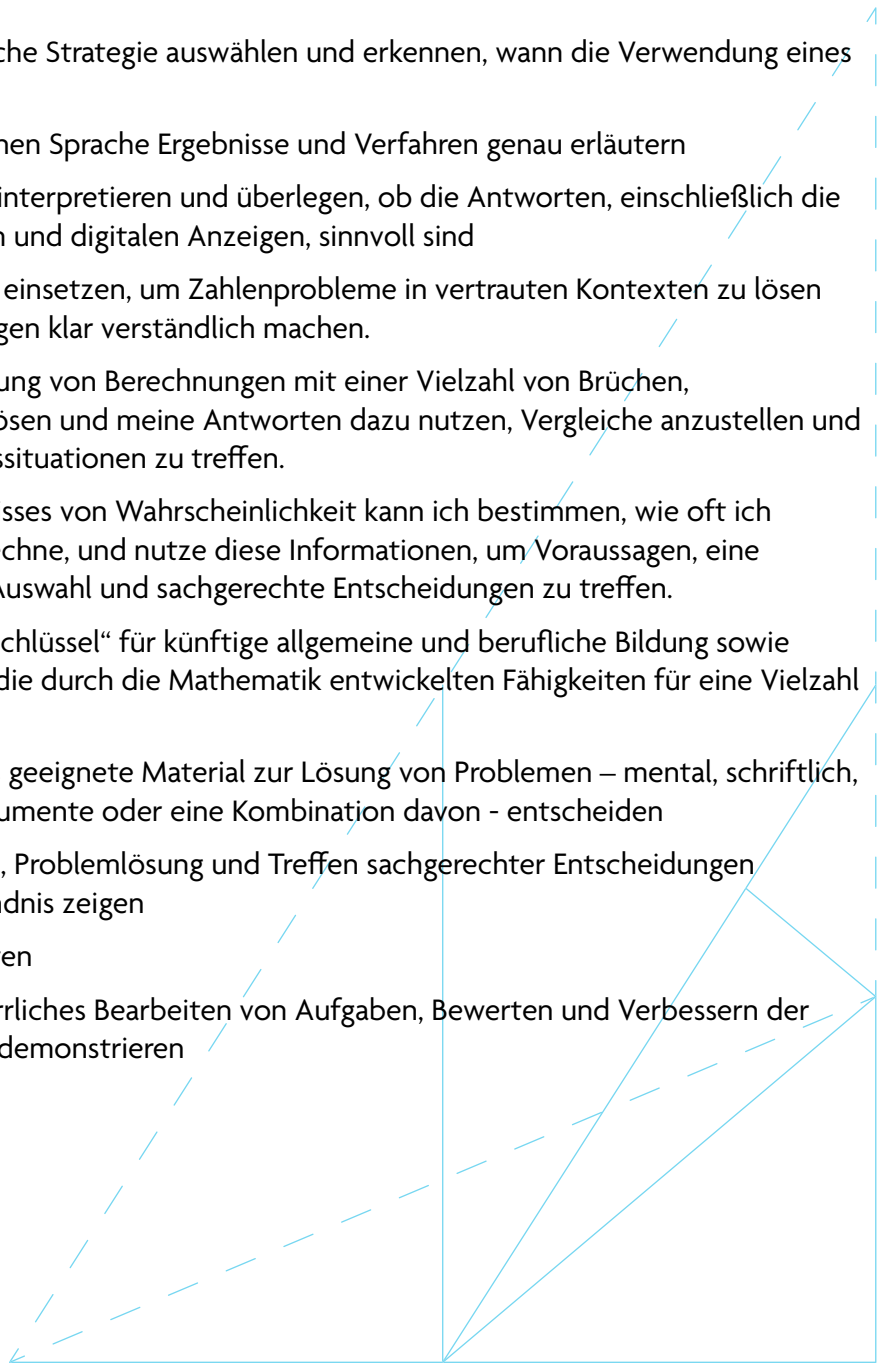 che Strategie auswählen und erkennen, wann die Verwendung eines
nen Sprache Ergebnisse und Verfahren genau erläutern
interpretieren und überlegen, ob die Antworten, einschließlich die
n und digitalen Anzeigen, sinnvoll sind
einsetzen, um Zahlenprobleme in vertrauten Kontexten zu lösen
gen klar verständlich machen.
ung von Berechnungen mit einer Vielzahl von Brüchen,
ösen und meine Antworten dazu nutzen, Vergleiche anzustellen und
ssituationen zu treffen.
isses von Wahrscheinlichkeit kann ich bestimmen, wie oft ich
echne, und nutze diese Informationen, um Voraussagen, eine
Auswahl und sachgerechte Entscheidungen zu treffen.
chlüssel“ für künftige allgemeine und berufliche Bildung sowie
die durch die Mathematik entwickelten Fähigkeiten für eine Vielzahl
geeignete Material zur Lösung von Problemen – mental, schriftlich,
umente oder eine Kombination davon - entscheiden
, Problemlösung und Treffen sachgerechter Entscheidungen
ndnis zeigen
en
rrliches Bearbeiten von Aufgaben, Bewerten und Verbessern der
demonstrieren